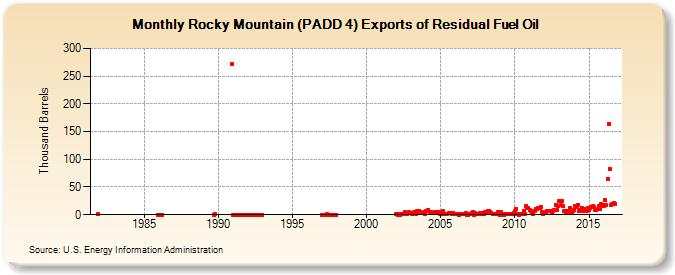 Monthly Rocky Mountain (PADD 4) Exports of Residual Fuel Oil
Thousand Barrels
300
250
200
150
100
50
0
1985 1990 1995 2000 2005 2010 2015
Source: U.S. Energy Information Administration